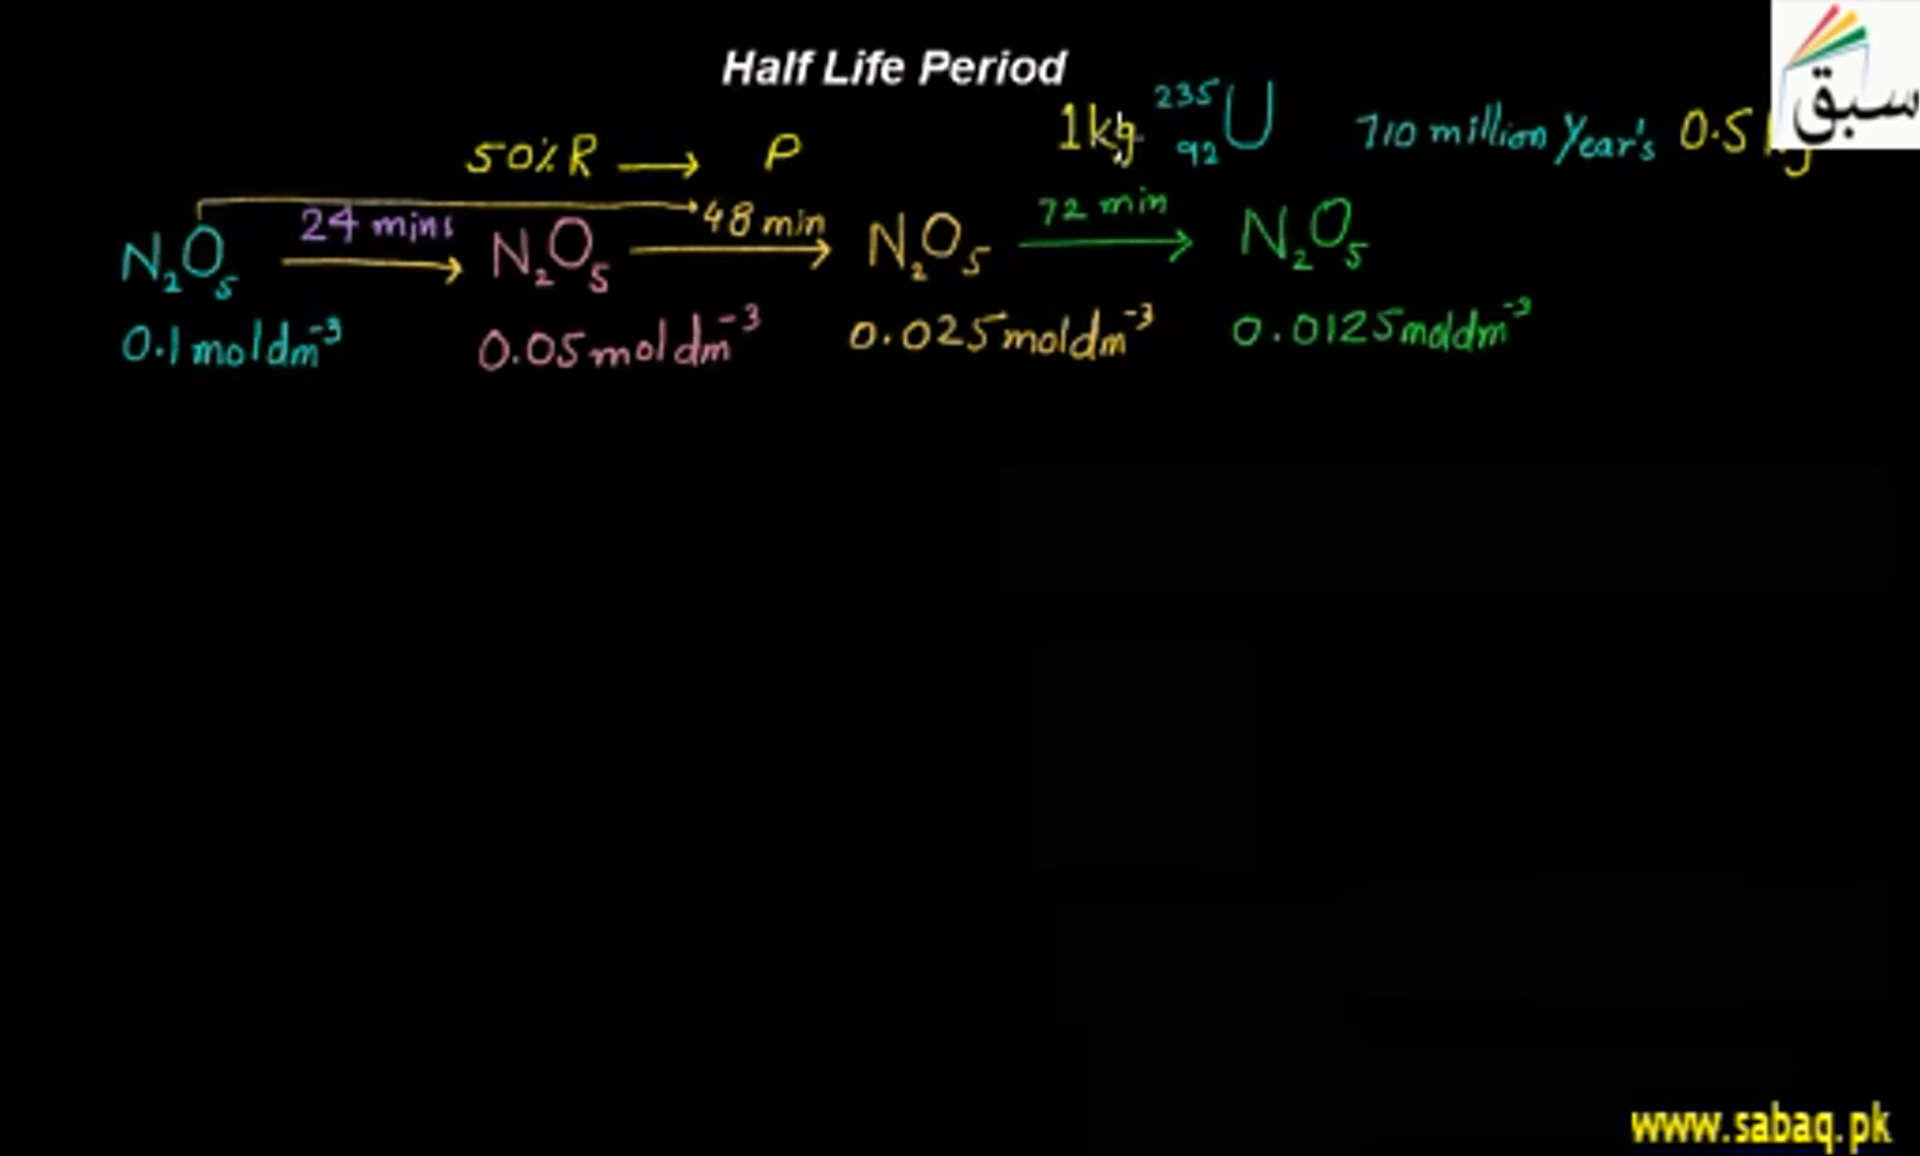 Half Life Period
سبق
1kg ²³⁵₉₂U 710 million Year's 0.5 kg
50% R → P
N₂O₅ 24 mins → N₂O₅ → 48 min N₂O₅ 72 min → N₂O₅
0.1 moldm⁻³ 0.05 moldm⁻³ 0.025 moldm⁻³ 0.0125 moldm⁻³
www.sabaq.pk